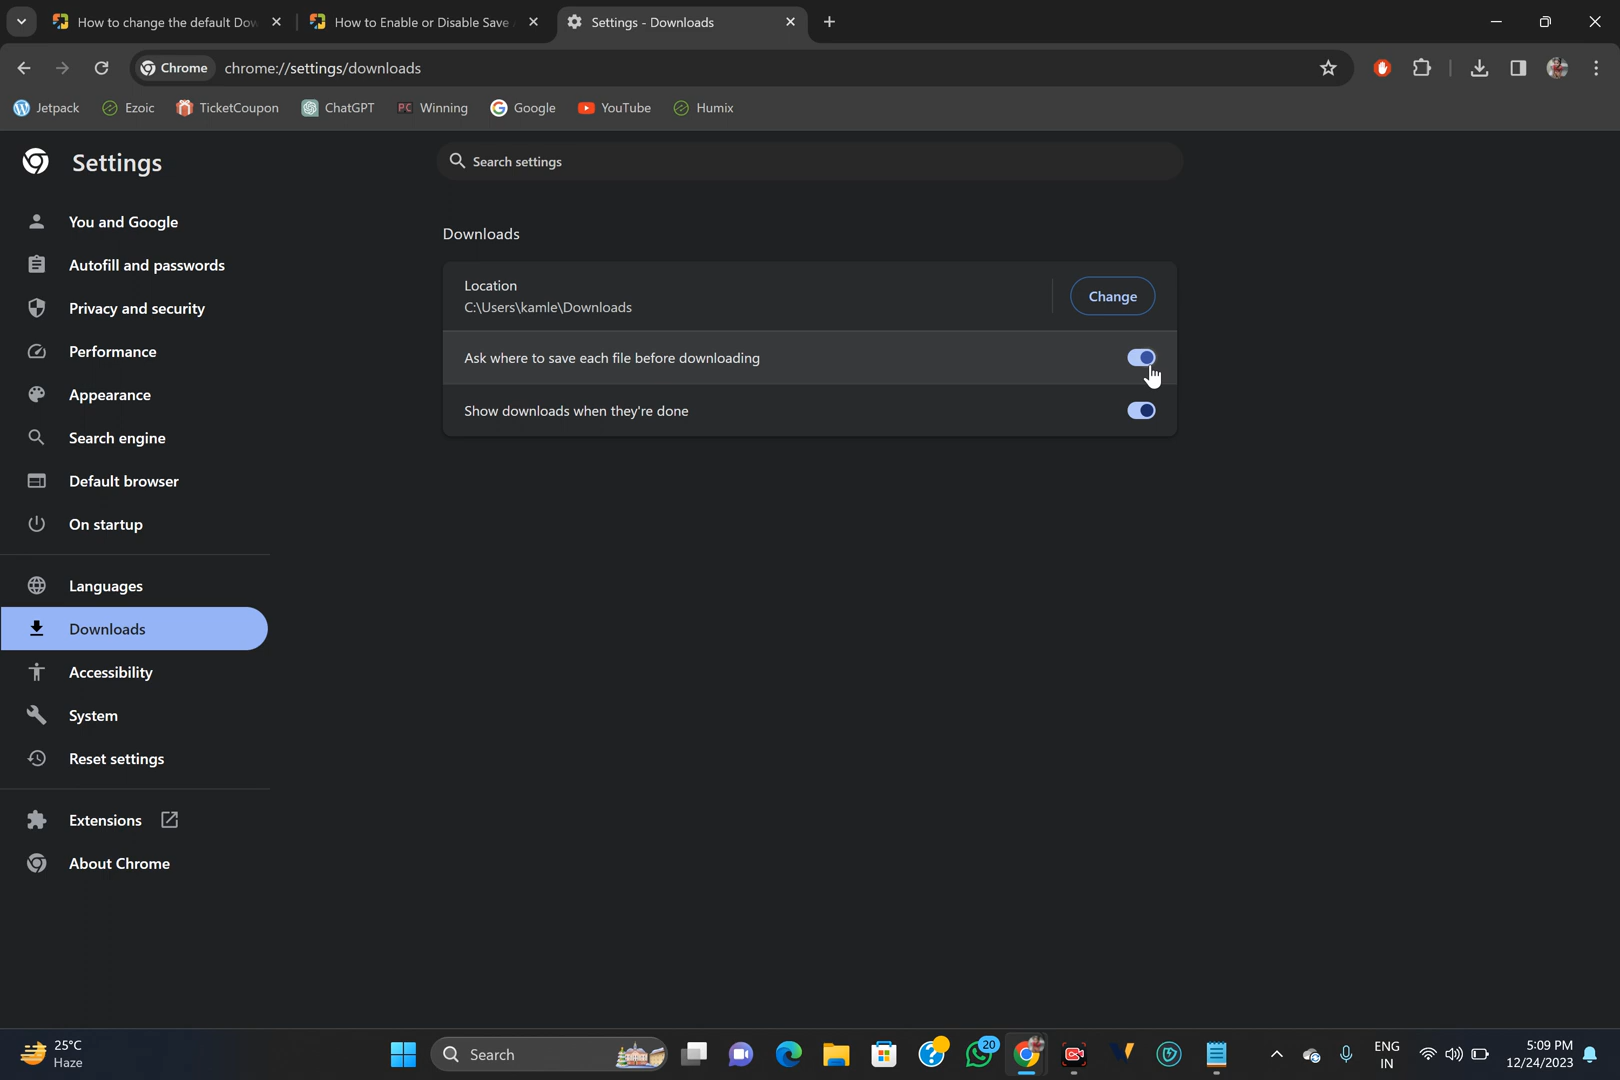 How to change the default Dow
How to Enable or Disable Save
Settings - Downloads
Chrome
chrome://settings/downloads
Jetpack
Ezoic
TicketCoupon
ChatGPT
PC Winning
Google
YouTube
Humix
Settings
Search settings
You and Google
Autofill and passwords
Privacy and security
Performance
Appearance
Search engine
Default browser
On startup
Languages
Downloads
Accessibility
System
Reset settings
Extensions
About Chrome
Downloads
Location
C:\Users\kamle\Downloads
Change
Ask where to save each file before downloading
Show downloads when they're done
25°C
Haze
Search
20
ENG
IN
5:09 PM
12/24/2023